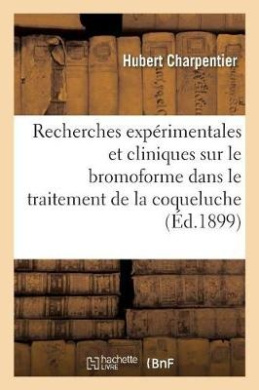 Hubert Charpentier
Recherches expérimentales
et cliniques sur le bromoforme dans le
traitement de la coqueluche
(Éd.1899)
hachette
LIVRE
{BnF